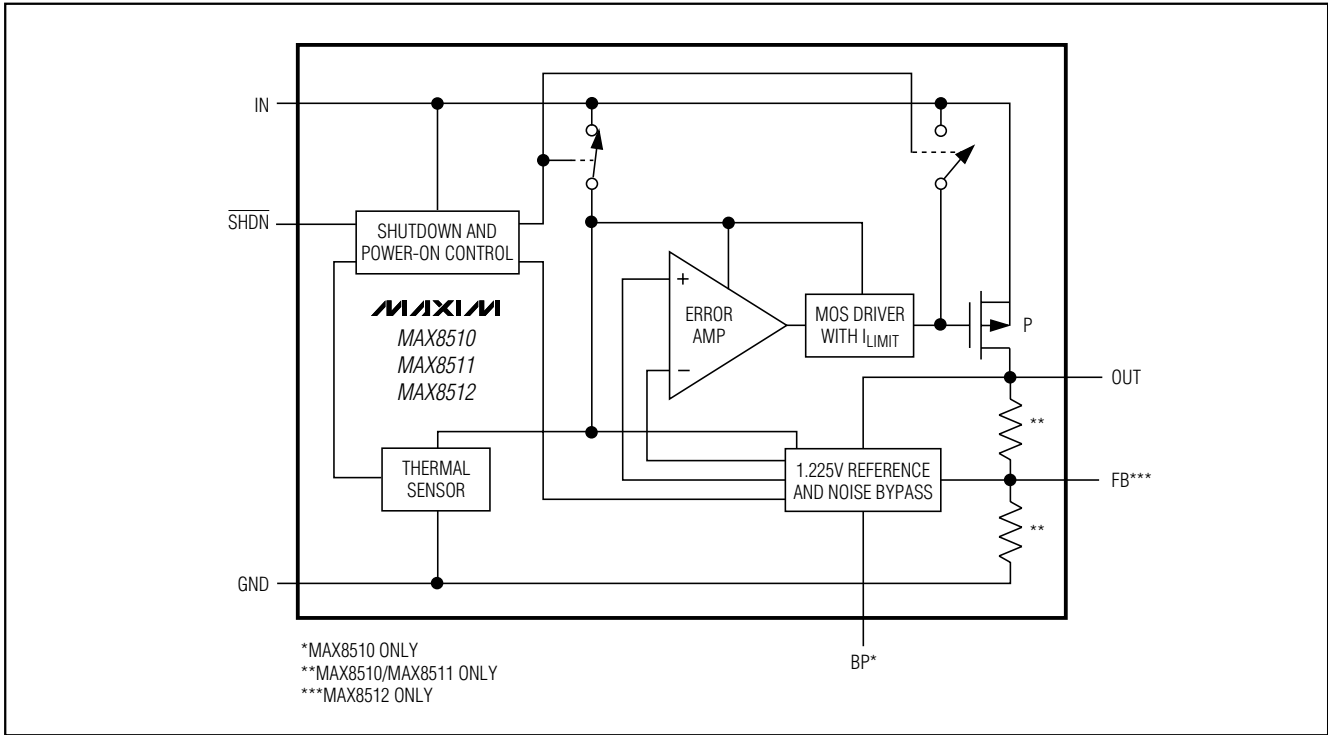 IN
SHDN
SHUTDOWN AND
POWER-ON CONTROL
MAXIM
MAX8510
MAX8511
MAX8512
+
ERROR
AMP
−
MOS DRIVER
WITH ILIMIT
P
OUT
**
THERMAL
SENSOR
1.225V REFERENCE
AND NOISE BYPASS
FB***
**
GND
BP*
*MAX8510 ONLY
**MAX8510/MAX8511 ONLY
***MAX8512 ONLY